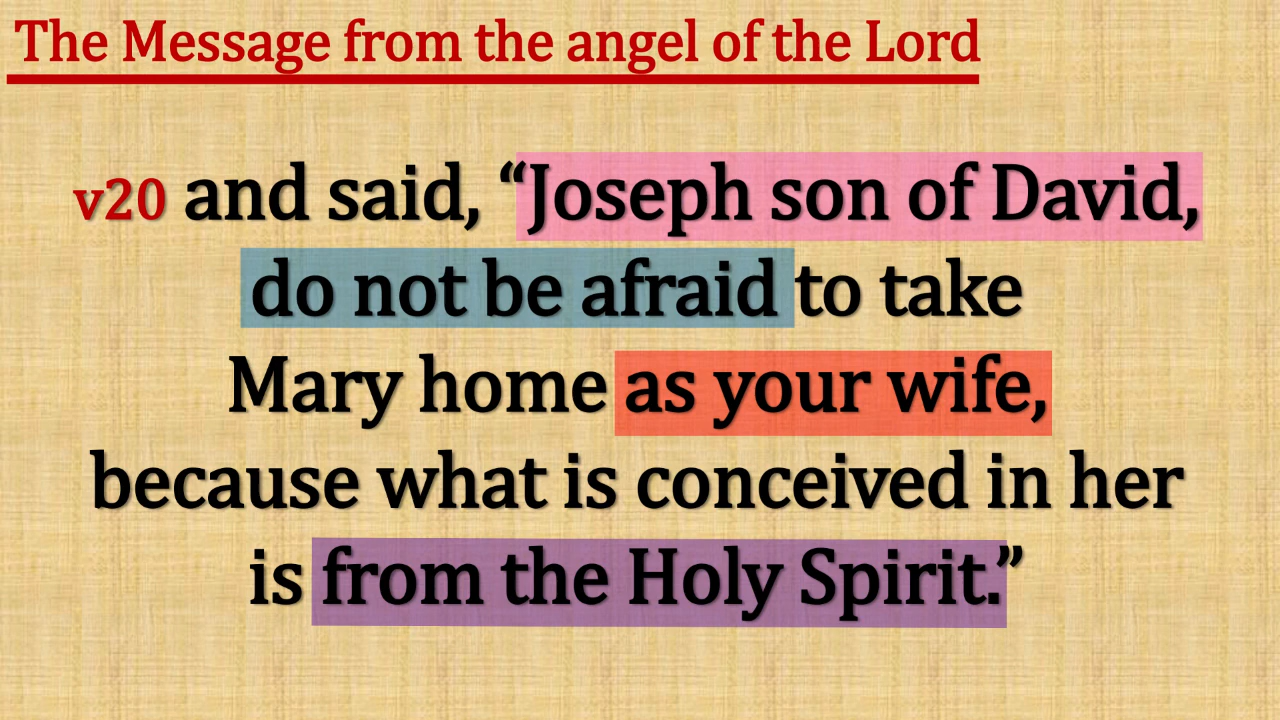 The Message from the angel of the Lord
v20 and said, “Joseph son of David,
do not be afraid to take
Mary home as your wife,
because what is conceived in her
is from the Holy Spirit.”